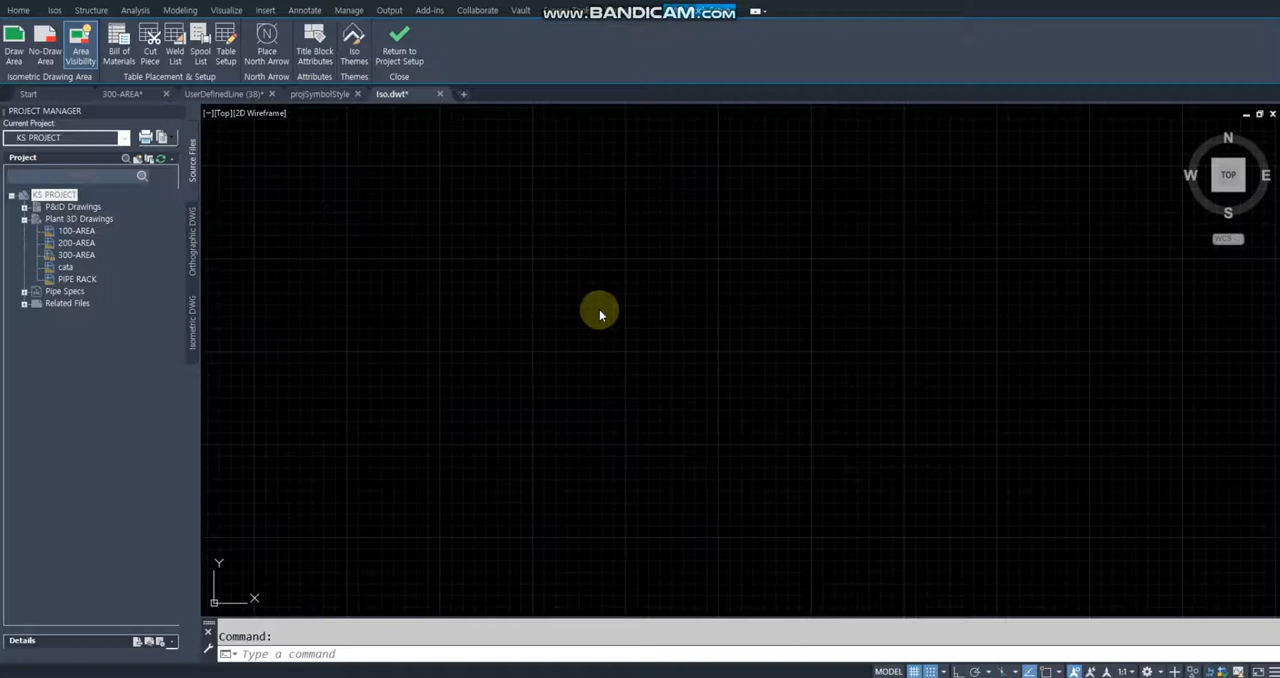 Home Isos Structure Analysis Modeling Visualize Insert Annotate Manage Output Add-ins Collaborate Vault
www.BANDICAM.com
Draw Area
No-Draw Area
Area Visibility
Bill of Materials
Cut Piece
Weld List
Spool List
Table Setup
Place North Arrow
Title Block Attributes
Iso Themes
Return to Project Setup
Isometric Drawing Area Table Placement & Setup North Arrow Attributes Themes Close
Start 300-AREA* UserDefinedLine (38)* projSymbolStyle Iso.dwt*
PROJECT MANAGER
Current Project:
KS PROJECT
Project
KS PROJECT
P&ID Drawings
Plant 3D Drawings
100-AREA
200-AREA
300-AREA
cata
PIPE RACK
Pipe Specs
Related Files
Source Files
Orthographic DWG
Isometric DWG
Details
[−][Top][2D Wireframe]
N
W TOP E
S
WCS
Y
X
Command:
Type a command
MODEL 1:1